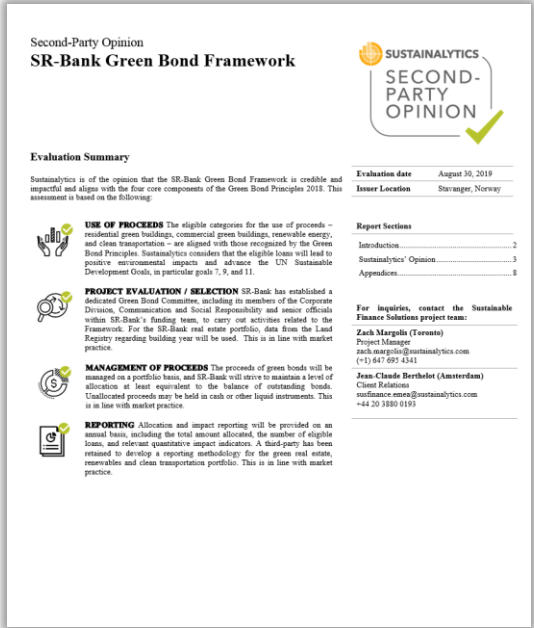 Second-Party Opinion
SR-Bank Green Bond Framework
SUSTAINALYTICS
SECOND-
PARTY
OPINION
Evaluation Summary
Sustainalytics is of the opinion that the SR-Bank Green Bond Framework is credible and
impactful and aligns with the four core components of the Green Bond Principles 2018. This
assessment is based on the following:
USE OF PROCEEDS The eligible categories for the use of proceeds –
residential green buildings, commercial green buildings, renewable energy,
and clean transportation – are aligned with those recognized by the Green
Bond Principles. Sustainalytics considers that the eligible loans will lead to
positive environmental impacts and advance the UN Sustainable
Development Goals, in particular goals 7, 9, and 11.
PROJECT EVALUATION / SELECTION SR-Bank has established a
dedicated Green Bond Committee, including its members of the Corporate
Division, Communication and Social Responsibility and senior officials
within SR-Bank's funding team, to carry out activities related to the
Framework. For the SR-Bank real estate portfolio, data from the Land
Registry regarding building year will be used. This is in line with market
practice.
MANAGEMENT OF PROCEEDS The proceeds of green bonds will be
managed on a portfolio basis, and SR-Bank will strive to maintain a level of
allocation at least equivalent to the balance of outstanding bonds.
Unallocated proceeds may be held in cash or other liquid instruments. This
is in line with market practice.
REPORTING Allocation and impact reporting will be provided on an
annual basis, including the total amount allocated, the number of eligible
loans, and relevant quantitative impact indicators. A third-party has been
retained to develop a reporting methodology for the green real estate,
renewables and clean transportation portfolio. This is in line with market
practice.
Evaluation date August 30, 2019
Issuer Location Stavanger, Norway
Report Sections
Introduction 2
Sustainalytics' Opinion 3
Appendices 8
For inquiries, contact the Sustainable
Finance Solutions project team:
Zach Margolis (Toronto)
Project Manager
zach.margolis@sustainalytics.com
(+1) 647 695 4341
Jean-Claude Berthelot (Amsterdam)
Client Relations
susfinance.emea@sustainalytics.com
+44 20 3880 0193